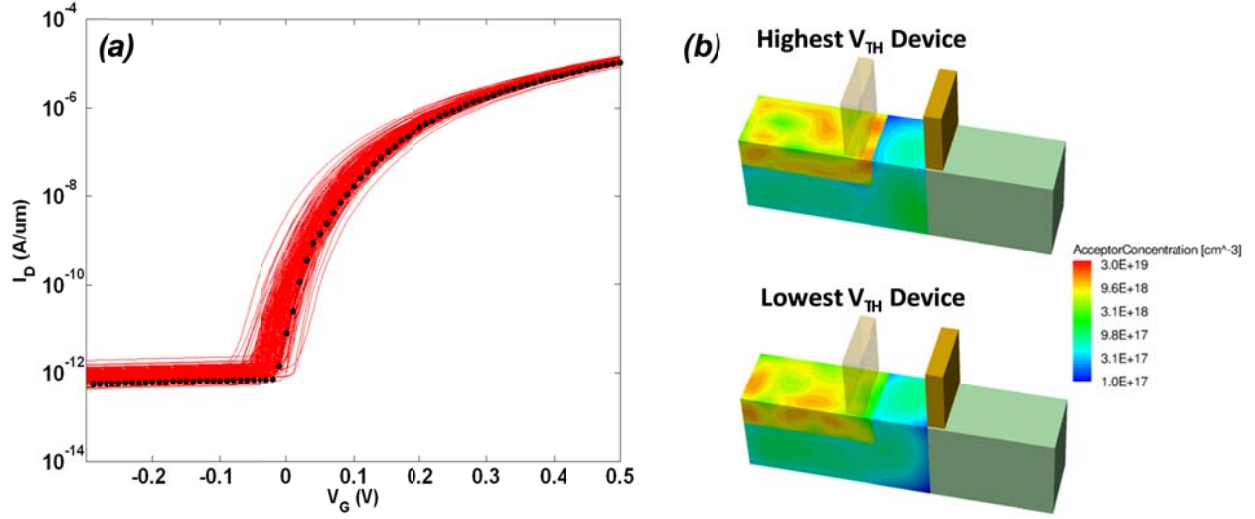 (a)
10^-4
10^-6
10^-8
10^-10
10^-12
10^-14
I_D (A/um)
-0.2 -0.1 0 0.1 0.2 0.3 0.4 0.5
V_G (V)
(b)
Highest V_TH Device
AcceptorConcentration [cm^-3]
3.0E+19
9.6E+18
3.1E+18
9.8E+17
3.1E+17
1.0E+17
Lowest V_TH Device